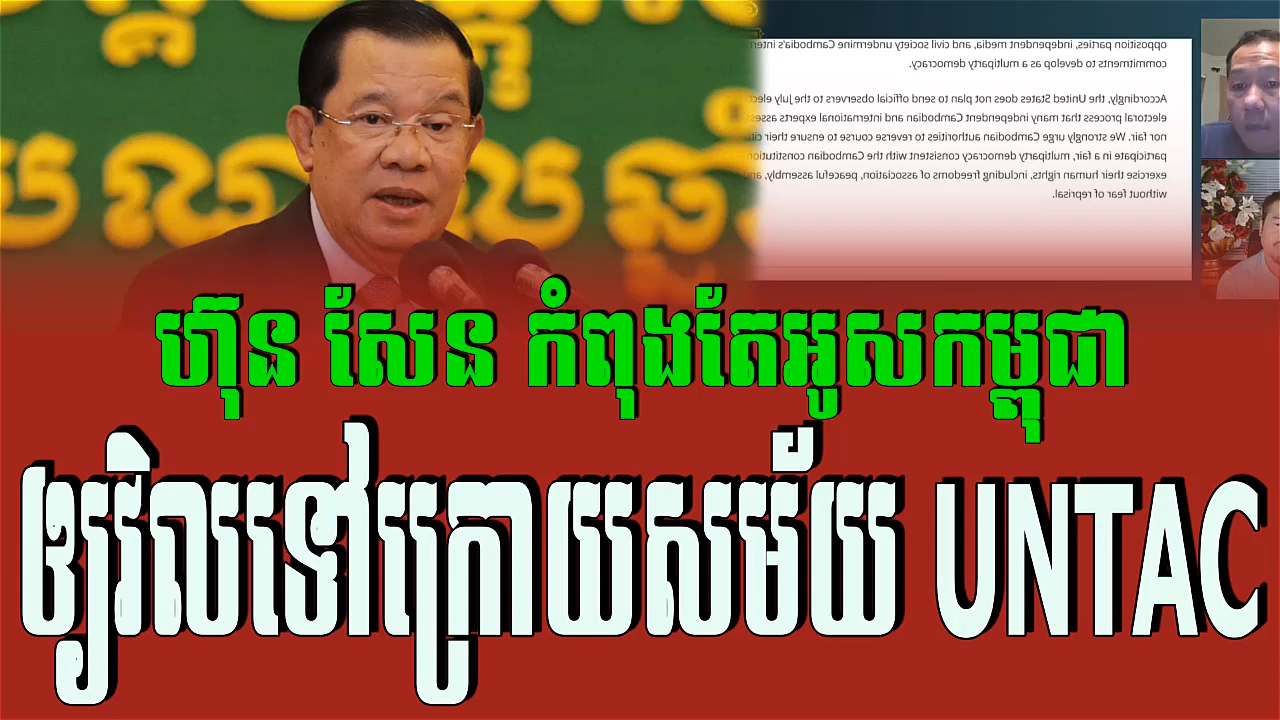 opposition parties, independent media, and civil society undermine Cambodia's intern
commitments to develop as a multiparty democracy.
Accordingly, the United States does not plan to send official observers to the July elect
electoral process that many independent Cambodian and international experts asses
nor fair. We strongly urge Cambodian authorities to reverse course to ensure their citiz
participate in a fair, multiparty democracy consistent with the Cambodian constitution
exercise their human rights, including freedoms of association, peaceful assembly, and
without fear of reprisal.
ហ៊ុន សែន កំពុងតែអូសកម្ពុជា
ឲ្យវិលទៅក្រោយសម័យ UNTAC